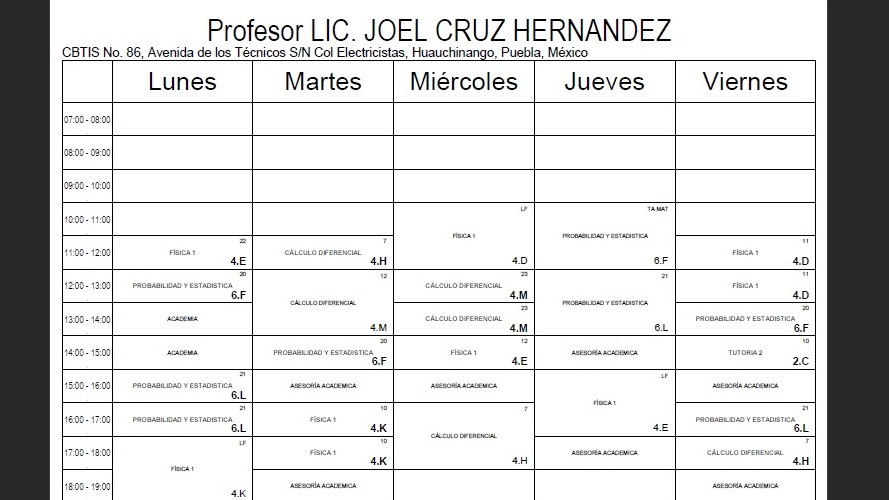 Profesor LIC. JOEL CRUZ HERNANDEZ
CBTIS No. 86, Avenida de los Técnicos S/N Col Electricistas, Huauchinango, Puebla, México
Lunes Martes Miércoles Jueves Viernes
07:00 - 08:00
08:00 - 09:00
09:00 - 10:00
LF TA MAT
10:00 - 11:00
FÍSICA 1 PROBABILIDAD Y ESTADISTICA
22 7 11
11:00 - 12:00 FÍSICA 1 CÁLCULO DIFERENCIAL FÍSICA 1
4.E 4.H 4.D 6.F 4.D
20 12 23 21 11
12:00 - 13:00 PROBABILIDAD Y ESTADISTICA CÁLCULO DIFERENCIAL FÍSICA 1
6.F 4.M 4.D
CÁLCULO DIFERENCIAL PROBABILIDAD Y ESTADISTICA
23 20
13:00 - 14:00 ACADEMIA CÁLCULO DIFERENCIAL PROBABILIDAD Y ESTADISTICA
4.M 4.M 6.L 6.F
20 12 10
14:00 - 15:00 ACADEMIA PROBABILIDAD Y ESTADISTICA FÍSICA 1 ASESORÍA ACADEMICA TUTORIA 2
6.F 4.E 2.C
21 LF
15:00 - 16:00 PROBABILIDAD Y ESTADISTICA ASESORÍA ACADEMICA ASESORÍA ACADEMICA ASESORÍA ACADEMICA
6.L
FÍSICA 1
21 10 7 21
16:00 - 17:00 PROBABILIDAD Y ESTADISTICA FÍSICA 1 PROBABILIDAD Y ESTADISTICA
6.L 4.K 4.E 6.L
CÁLCULO DIFERENCIAL
LF 10 7
17:00 - 18:00 FÍSICA 1 ASESORÍA ACADEMICA CÁLCULO DIFERENCIAL
4.K 4.H 4.H
FÍSICA 1
18:00 - 19:00 ASESORÍA ACADEMICA ASESORÍA ACADEMICA
4.K